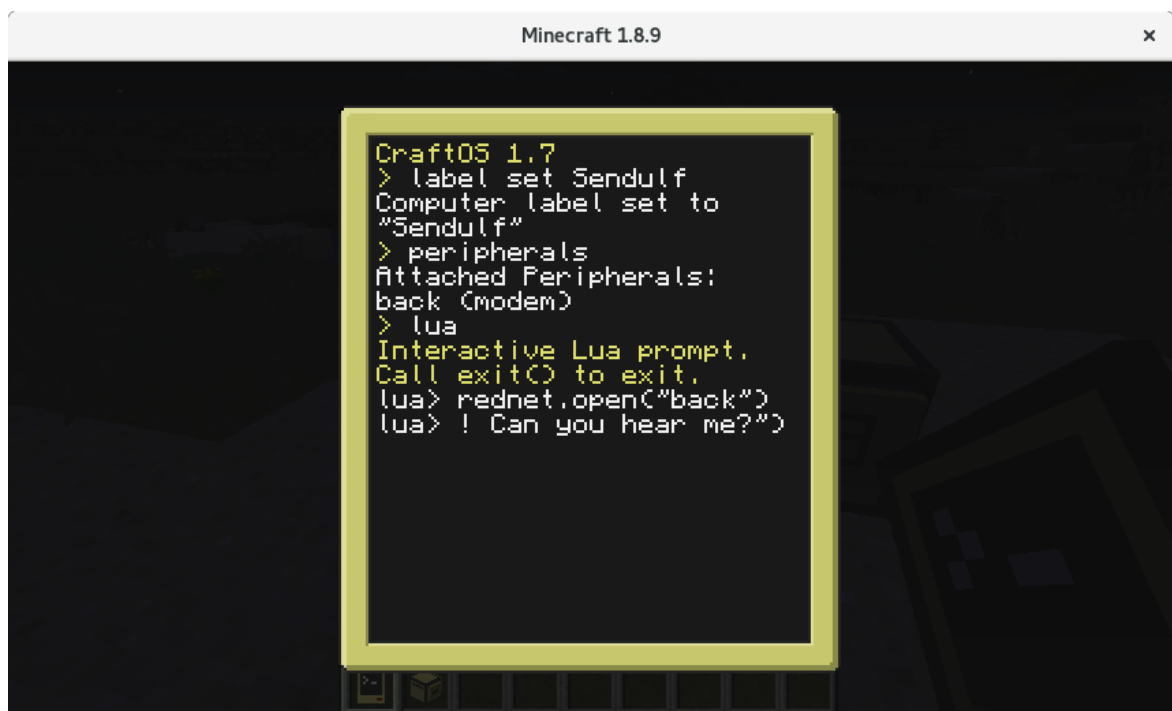 Minecraft 1.8.9
CraftOS 1.7
> label set Sendulf
Computer label set to
"Sendulf"
> peripherals
Attached Peripherals:
back (modem)
> lua
Interactive Lua prompt.
Call exit() to exit.
lua> rednet.open("back")
lua> ! Can you hear me?")